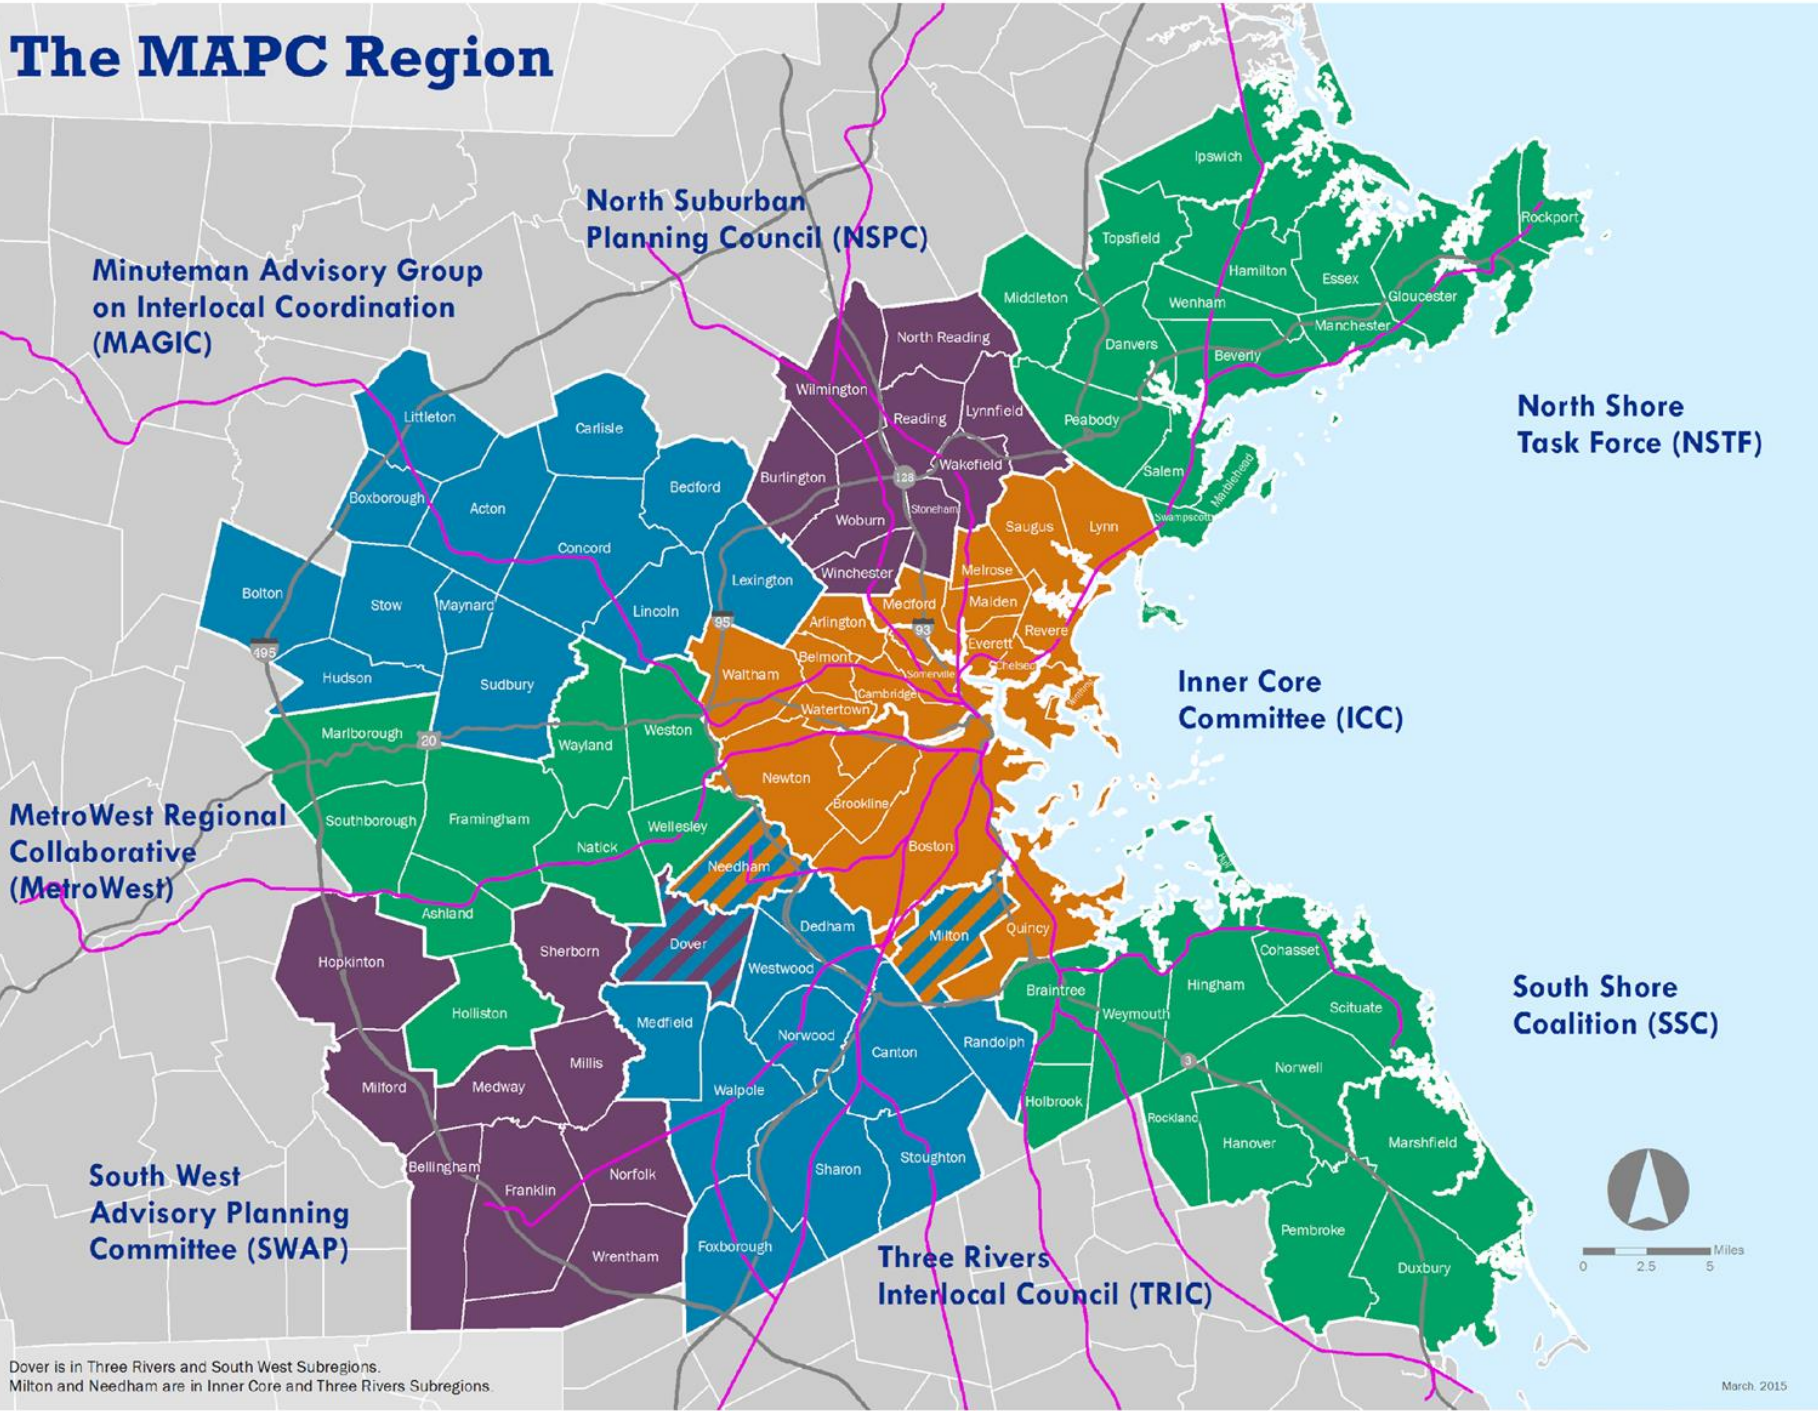 The MAPC Region
North Suburban
Planning Council (NSPC)
Minuteman Advisory Group
on Interlocal Coordination
(MAGIC)
North Shore
Task Force (NSTF)
Inner Core
Committee (ICC)
MetroWest Regional
Collaborative
(MetroWest)
South Shore
Coalition (SSC)
South West
Advisory Planning
Committee (SWAP)
Three Rivers
Interlocal Council (TRIC)
Ipswich
Rockport
Topsfield
Hamilton
Essex
Gloucester
Middleton
Wenham
Manchester
Danvers
Beverly
Peabody
Salem
Marblehead
Swampscott
North Reading
Wilmington
Reading
Lynnfield
Wakefield
Burlington
128
Woburn
Stoneham
Winchester
Littleton
Carlisle
Bedford
Boxborough
Acton
Concord
Lexington
Bolton
Stow
Maynard
Lincoln
Hudson
Sudbury
495
95
93
20
Saugus
Lynn
Melrose
Medford
Malden
Arlington
Everett
Revere
Belmont
Chelsea
Somerville
Waltham
Cambridge
Watertown
Winthrop
Newton
Brookline
Boston
Needham
Milton
Quincy
Marlborough
Wayland
Weston
Southborough
Framingham
Natick
Wellesley
Ashland
Holliston
Hopkinton
Sherborn
Dover
Milford
Medway
Millis
Bellingham
Franklin
Norfolk
Wrentham
Dedham
Westwood
Medfield
Norwood
Canton
Randolph
Walpole
Sharon
Stoughton
Foxborough
Hull
Braintree
Weymouth
Hingham
Cohasset
Scituate
Holbrook
3
Norwell
Rockland
Hanover
Marshfield
Pembroke
Duxbury
Miles
0 2.5 5
Dover is in Three Rivers and South West Subregions.
Milton and Needham are in Inner Core and Three Rivers Subregions.
March. 2015